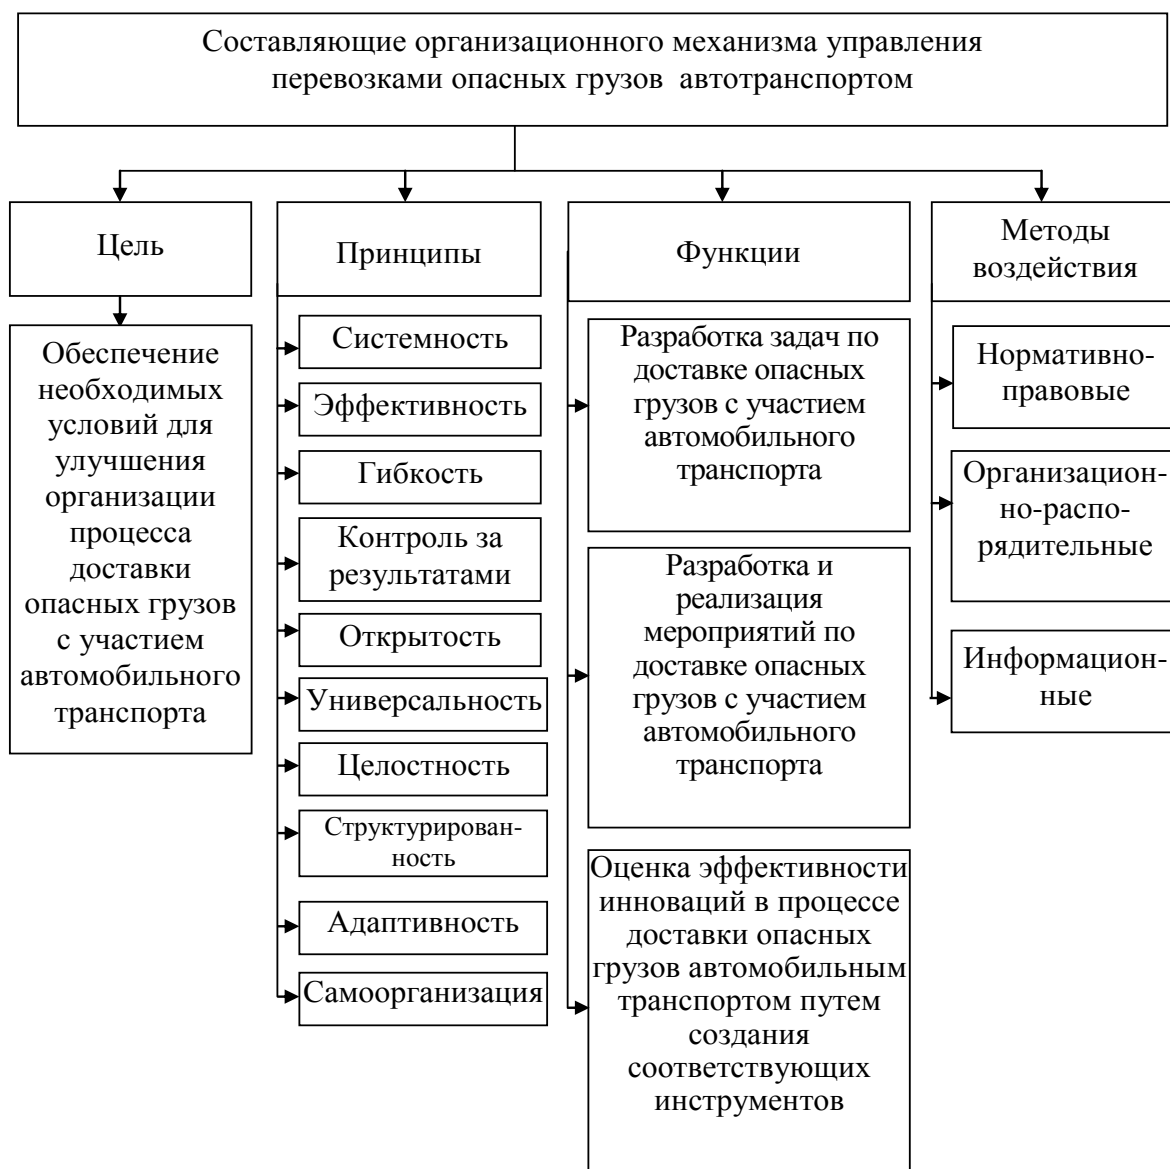 Составляющие организационного механизма управления
перевозками опасных грузов автотранспортом
Цель
Обеспечение
необходимых
условий для
улучшения
организации
процесса
доставки
опасных грузов
с участием
автомобильного
транспорта
Принципы
Системность
Эффективность
Гибкость
Контроль за
результатами
Открытость
Универсальность
Целостность
Структурирован-
ность
Адаптивность
Самоорганизация
Функции
Разработка задач по
доставке опасных
грузов с участием
автомобильного
транспорта
Разработка и
реализация
мероприятий по
доставке опасных
грузов с участием
автомобильного
транспорта
Оценка эффективности
инноваций в процессе
доставки опасных
грузов автомобильным
транспортом путем
создания
соответствующих
инструментов
Методы
воздействия
Нормативно-
правовые
Организацион-
но-распо-
рядительные
Информацион-
ные